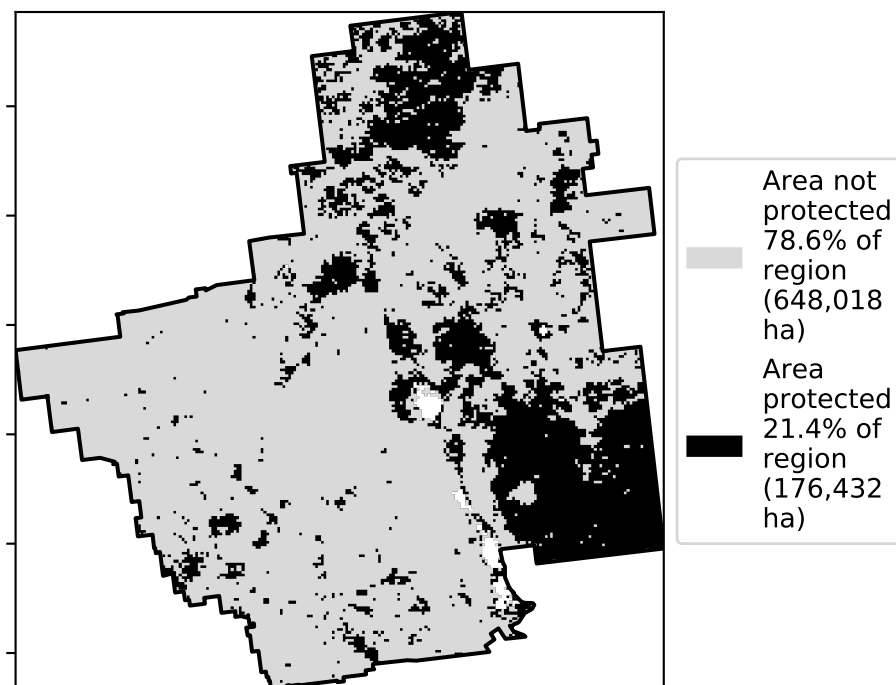 Area not
protected
78.6% of
region
(648,018
ha)
Area
protected
21.4% of
region
(176,432
ha)